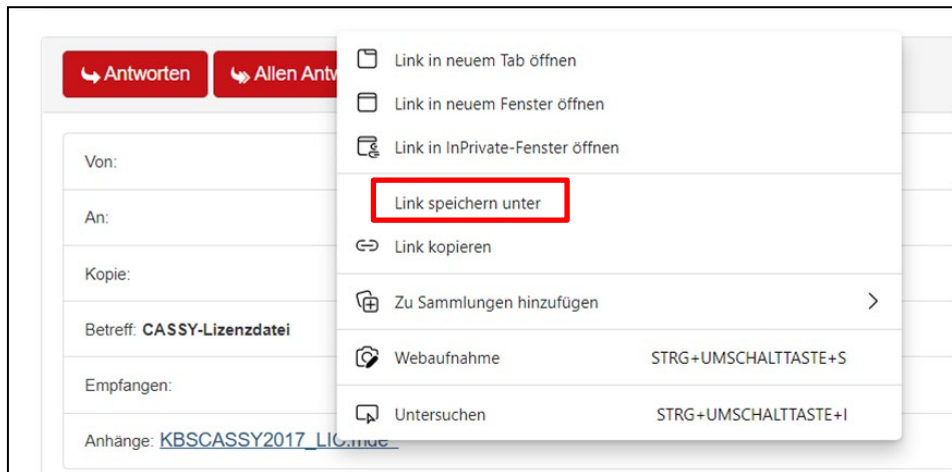 Antworten
Allen Antw
Link in neuem Tab öffnen
Link in neuem Fenster öffnen
Link in InPrivate-Fenster öffnen
Link speichern unter
Link kopieren
Zu Sammlungen hinzufügen
Webaufnahme STRG+UMSCHALTTASTE+S
Untersuchen STRG+UMSCHALTTASTE+I
Von:
An:
Kopie:
Betreff: CASSY-Lizenzdatei
Empfangen:
Anhänge: KBSCASSY2017_LIC.mde_